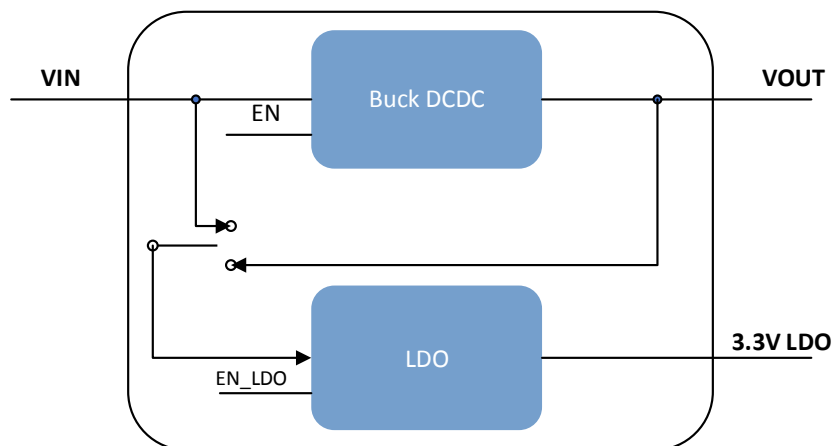 VIN
Buck DCDC
VOUT
EN
LDO
3.3V LDO
EN_LDO